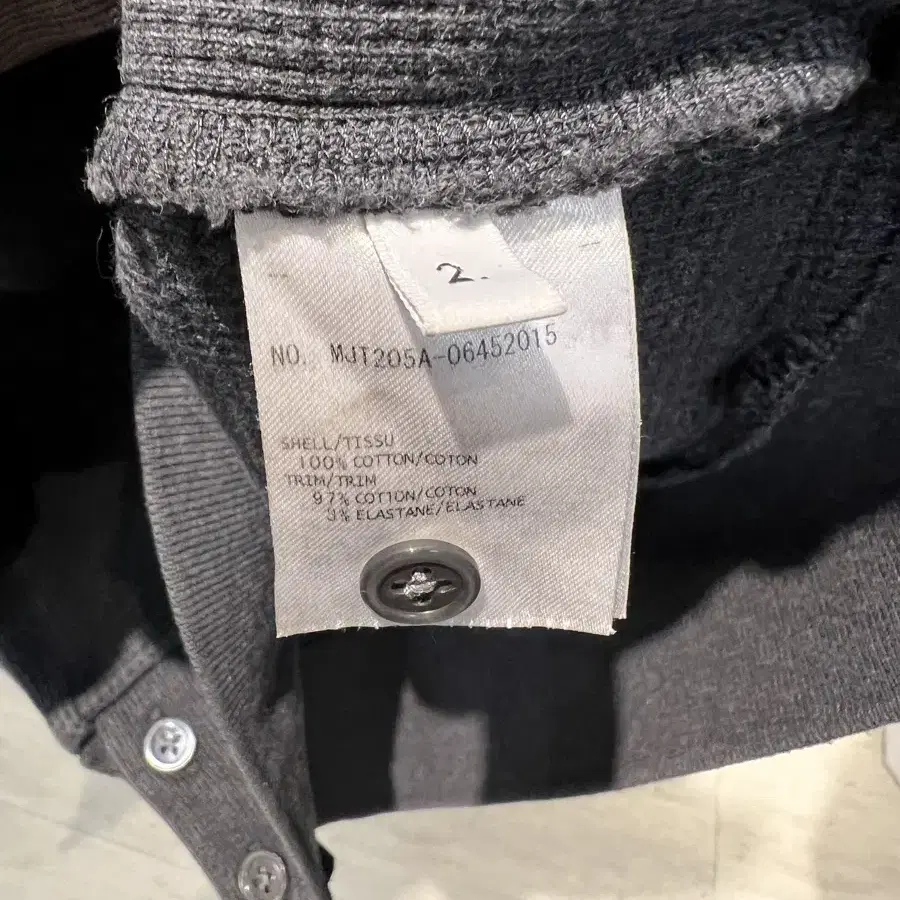 2.
NO. MJT205A-06452015
SHELL/TISSU
100% COTTON/COTON
TRIM/TRIM
97% COTTON/COTON
3% ELASTANE/ELASTANE